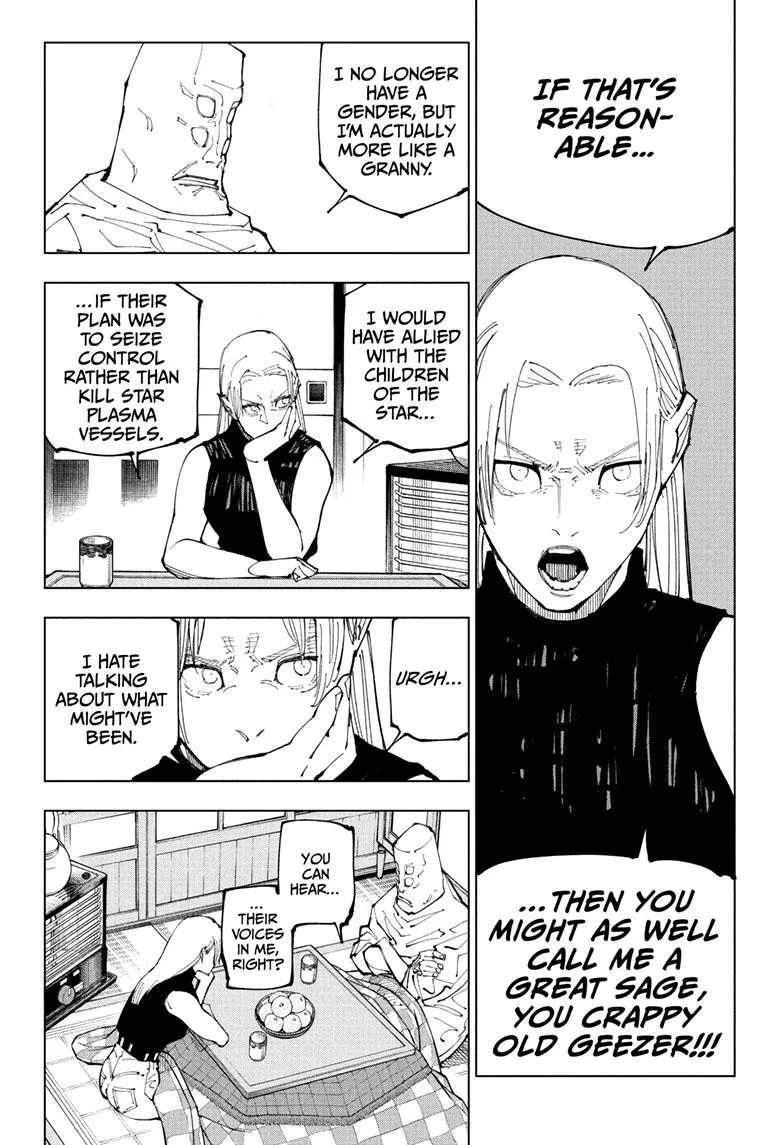 IF THAT'S
REASON-
ABLE...
...THEN YOU
MIGHT AS WELL
CALL ME A
GREAT SAGE,
YOU CRAPPY
OLD GEEZER!!!
I NO LONGER
HAVE A
GENDER, BUT
I'M ACTUALLY
MORE LIKE A
GRANNY.
I WOULD
HAVE ALLIED
WITH THE
CHILDREN
OF THE
STAR...
...IF THEIR
PLAN WAS
TO SEIZE
CONTROL
RATHER THAN
KILL STAR
PLASMA
VESSELS.
URGH...
I HATE
TALKING
ABOUT WHAT
MIGHT'VE
BEEN.
YOU
CAN
HEAR...
...
THEIR
VOICES
IN ME,
RIGHT?